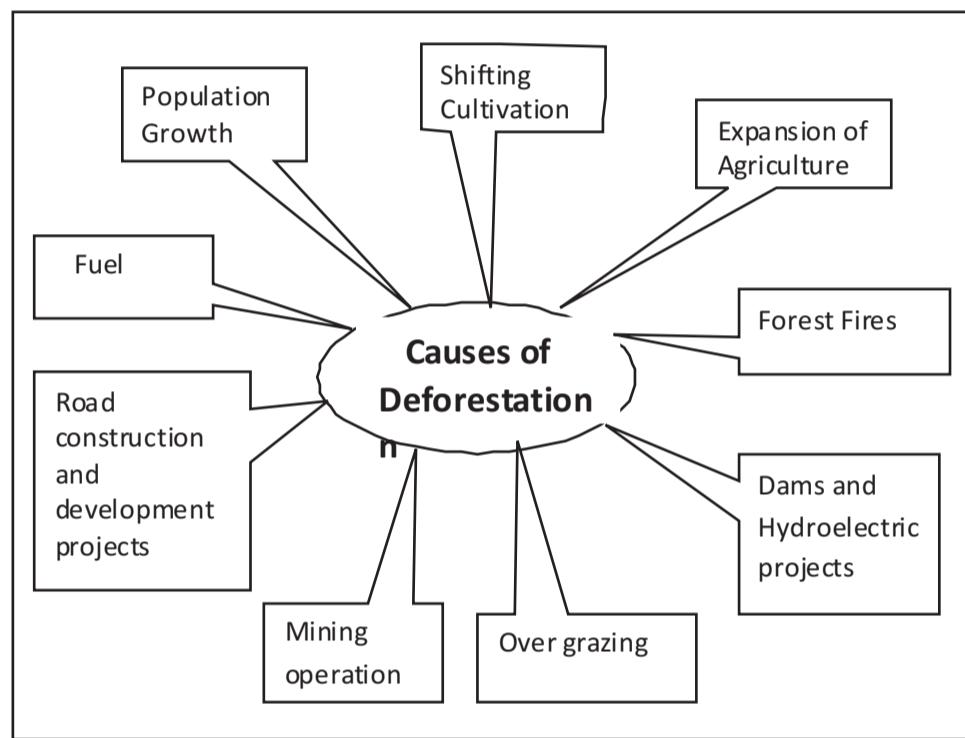 Population
Growth
Shifting
Cultivation
Expansion of
Agriculture
Fuel
Forest Fires
Causes of
Deforestation
n
Road
construction
and
development
projects
Dams and
Hydroelectric
projects
Mining
operation
Over grazing